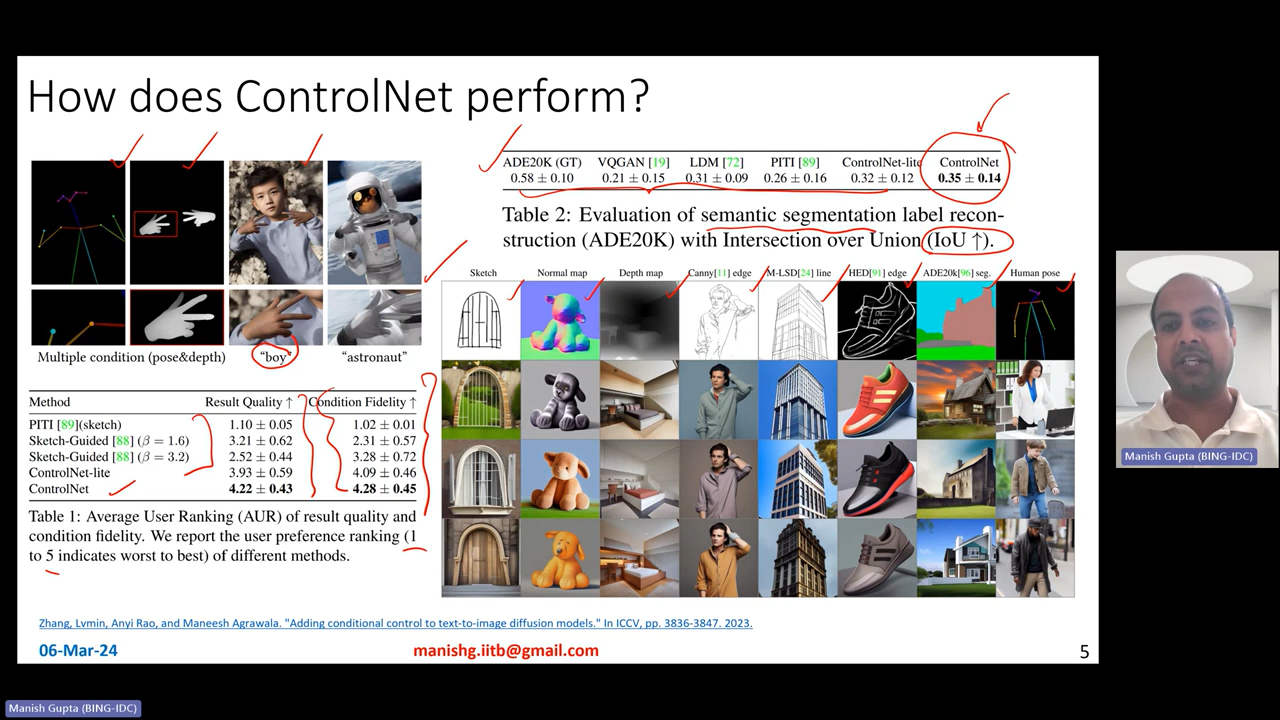 How does ControlNet perform?
Multiple condition (pose&depth) “boy” “astronaut”
Method Result Quality ↑ Condition Fidelity ↑
PITI [89](sketch) 1.10 ± 0.05 1.02 ± 0.01
Sketch-Guided [88] (β = 1.6) 3.21 ± 0.62 2.31 ± 0.57
Sketch-Guided [88] (β = 3.2) 2.52 ± 0.44 3.28 ± 0.72
ControlNet-lite 3.93 ± 0.59 4.09 ± 0.46
ControlNet 4.22 ± 0.43 4.28 ± 0.45
Table 1: Average User Ranking (AUR) of result quality and
condition fidelity. We report the user preference ranking (1
to 5 indicates worst to best) of different methods.
ADE20K (GT) VQGAN [19] LDM [72] PITI [89] ControlNet-lite ControlNet
0.58 ± 0.10 0.21 ± 0.15 0.31 ± 0.09 0.26 ± 0.16 0.32 ± 0.12 0.35 ± 0.14
Table 2: Evaluation of semantic segmentation label recon-
struction (ADE20K) with Intersection over Union (IoU ↑).
Sketch Normal map Depth map Canny[11] edge M-LSD[24] line HED[91] edge ADE20k[96] seg. Human pose
Zhang, Lvmin, Anyi Rao, and Maneesh Agrawala. "Adding conditional control to text-to-image diffusion models." In ICCV, pp. 3836-3847. 2023.
06-Mar-24 manishg.iitb@gmail.com 5
Manish Gupta (BING-IDC)
Manish Gupta (BING-IDC)